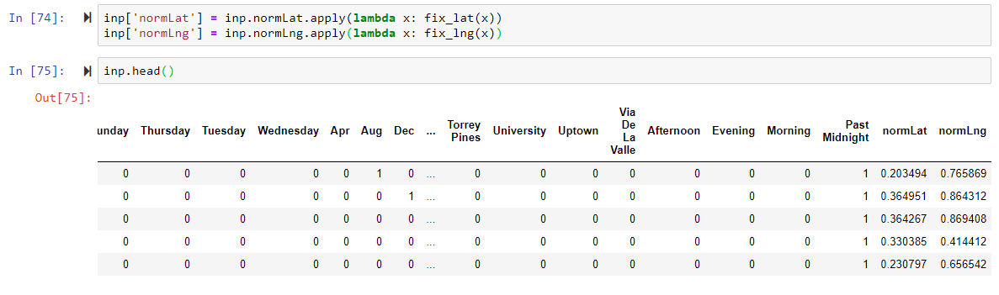 In [74]: inp['normLat'] = inp.normLat.apply(lambda x: fix_lat(x))
inp['normLng'] = inp.normLng.apply(lambda x: fix_lng(x))
In [75]: inp.head()
Out[75]:
unday Thursday Tuesday Wednesday Apr Aug Dec ... Torrey Pines University Uptown Via De La Valle Afternoon Evening Morning Past Midnight normLat normLng
0 0 0 0 0 1 0 ... 0 0 0 0 0 0 0 1 0.203494 0.765869
0 0 0 0 0 0 1 ... 0 0 0 0 0 0 0 1 0.364951 0.864312
0 0 0 0 0 0 0 ... 0 0 0 0 0 0 0 1 0.364267 0.869408
0 0 0 0 0 0 0 ... 0 0 0 0 0 0 0 1 0.330385 0.414412
0 0 0 0 0 0 0 ... 0 0 0 0 0 0 0 1 0.230797 0.656542